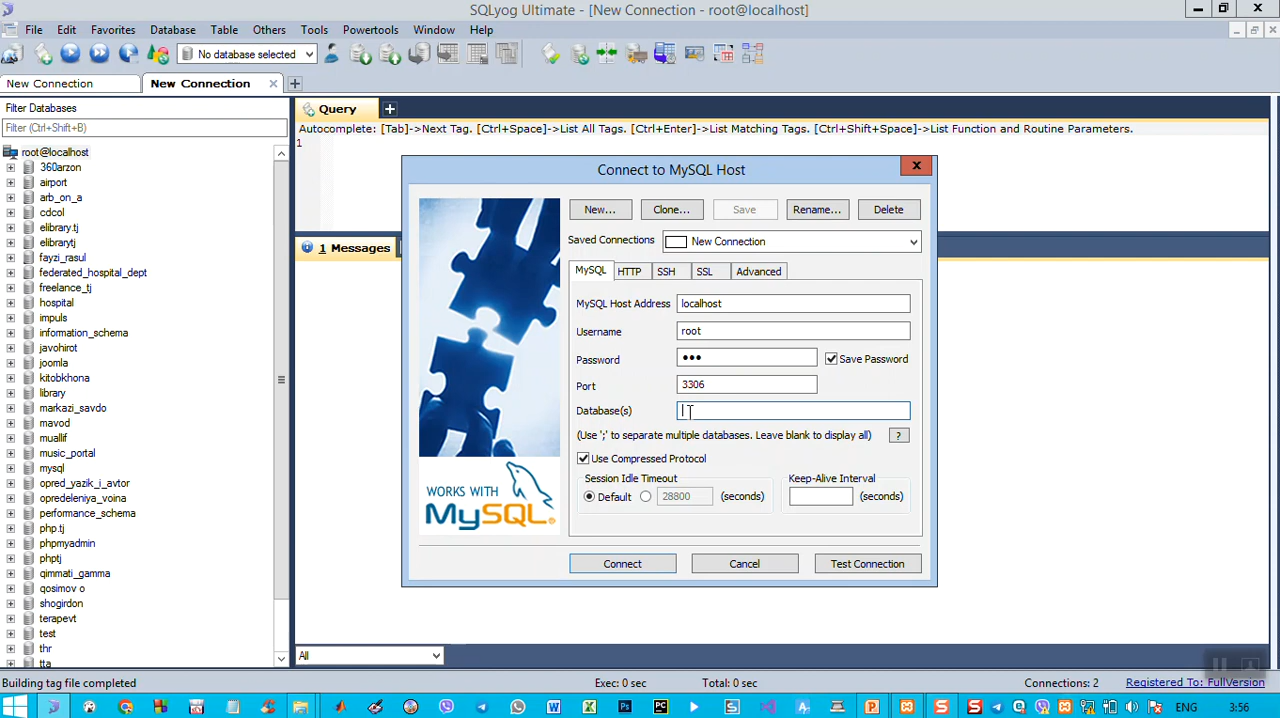 SQLyog Ultimate - [New Connection - root@localhost]
File Edit Favorites Database Table Others Tools Powertools Window Help
No database selected
New Connection New Connection
Filter Databases
Filter (Ctrl+Shift+B)
root@localhost
360arzon
airport
arb_on_a
cdcol
elibrary.tj
elibrarytj
fayzi_rasul
federated_hospital_depty
freelance_tj
hospital
impuls
information_schema
javohirot
joomla
kitobkhona
library
markazi_savdo
mavod
muallif
music_portal
mysql
opred_yazik_i_avtor
opredeleniya_voina
performance_schema
php.tj
phpmyadmin
phptj
qimmati_gamma
qosimov o
shogirdon
terapevt
test
thr
tta
Query
Autocomplete: [Tab]->Next Tag. [Ctrl+Space]->List All Tags. [Ctrl+Enter]->List Matching Tags. [Ctrl+Shift+Space]->List Function and Routine Parameters.
1
1 Messages
Connect to MySQL Host
New... Clone... Save Rename... Delete
Saved Connections New Connection
MySQL HTTP SSH SSL Advanced
MySQL Host Address localhost
Username root
Password ●●● Save Password
Port 3306
Database(s)
(Use ';' to separate multiple databases. Leave blank to display all) ?
Use Compressed Protocol
Session Idle Timeout Keep-Alive Interval
Default 28800 (seconds) (seconds)
WORKS WITH
MySQL
Connect Cancel Test Connection
All
Building tag file completed Exec: 0 sec Total: 0 sec Connections: 2 Registered To: FullVersion
ENG 3:56